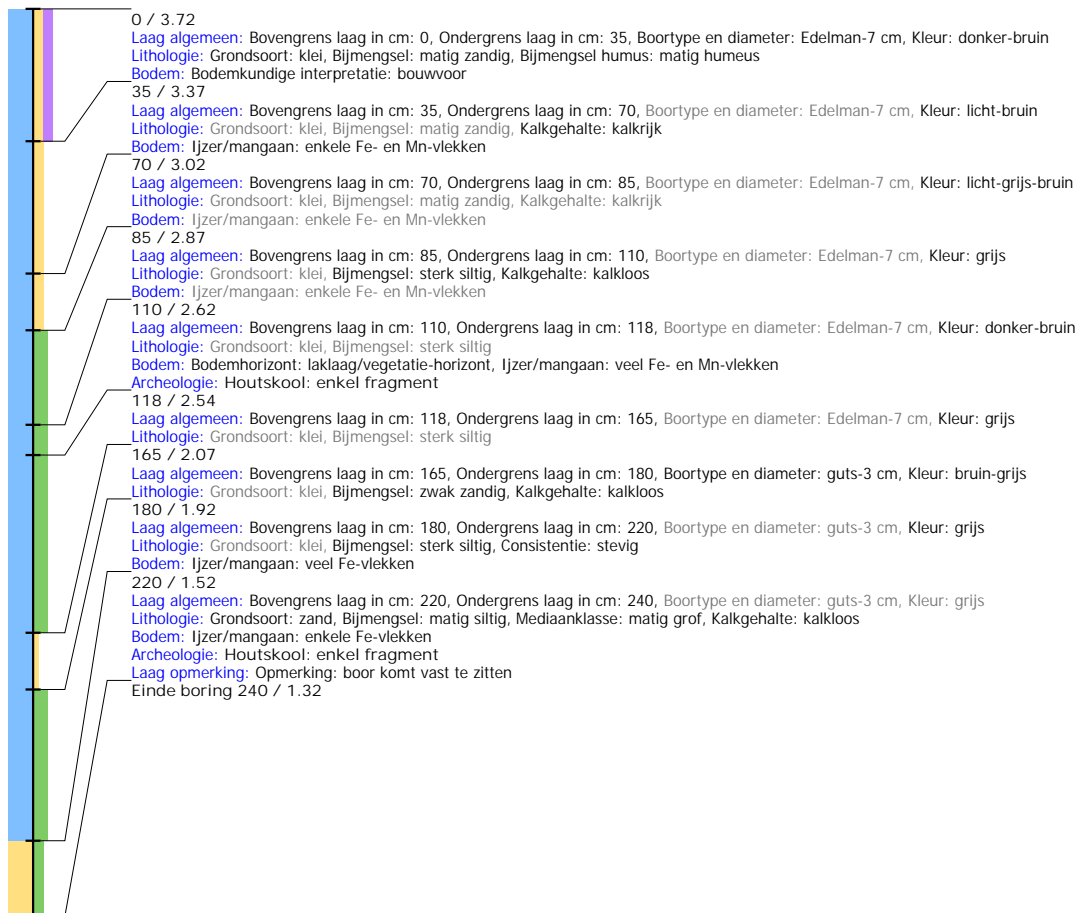 0 / 3.72
Laag algemeen: Bovengrens laag in cm: 0, Ondergrens laag in cm: 35, Boortype en diameter: Edelman-7 cm, Kleur: donker-bruin
Lithologie: Grondsoort: klei, Bijmengsel: matig zandig, Bijmengsel humus: matig humeus
Bodem: Bodemkundige interpretatie: bouwvoor
35 / 3.37
Laag algemeen: Bovengrens laag in cm: 35, Ondergrens laag in cm: 70, Boortype en diameter: Edelman-7 cm, Kleur: licht-bruin
Lithologie: Grondsoort: klei, Bijmengsel: matig zandig, Kalkgehalte: kalkrijk
Bodem: Ijzer/mangaan: enkele Fe- en Mn-vlekken
70 / 3.02
Laag algemeen: Bovengrens laag in cm: 70, Ondergrens laag in cm: 85, Boortype en diameter: Edelman-7 cm, Kleur: licht-grijs-bruin
Lithologie: Grondsoort: klei, Bijmengsel: matig zandig, Kalkgehalte: kalkrijk
Bodem: Ijzer/mangaan: enkele Fe- en Mn-vlekken
85 / 2.87
Laag algemeen: Bovengrens laag in cm: 85, Ondergrens laag in cm: 110, Boortype en diameter: Edelman-7 cm, Kleur: grijs
Lithologie: Grondsoort: klei, Bijmengsel: sterk siltig, Kalkgehalte: kalkloos
Bodem: Ijzer/mangaan: enkele Fe- en Mn-vlekken
110 / 2.62
Laag algemeen: Bovengrens laag in cm: 110, Ondergrens laag in cm: 118, Boortype en diameter: Edelman-7 cm, Kleur: donker-bruin
Lithologie: Grondsoort: klei, Bijmengsel: sterk siltig
Bodem: Bodemhorizont: laklaag/vegetatie-horizont, Ijzer/mangaan: veel Fe- en Mn-vlekken
Archeologie: Houtskool: enkel fragment
118 / 2.54
Laag algemeen: Bovengrens laag in cm: 118, Ondergrens laag in cm: 165, Boortype en diameter: Edelman-7 cm, Kleur: grijs
Lithologie: Grondsoort: klei, Bijmengsel: sterk siltig
165 / 2.07
Laag algemeen: Bovengrens laag in cm: 165, Ondergrens laag in cm: 180, Boortype en diameter: guts-3 cm, Kleur: bruin-grijs
Lithologie: Grondsoort: klei, Bijmengsel: zwak zandig, Kalkgehalte: kalkloos
180 / 1.92
Laag algemeen: Bovengrens laag in cm: 180, Ondergrens laag in cm: 220, Boortype en diameter: guts-3 cm, Kleur: grijs
Lithologie: Grondsoort: klei, Bijmengsel: sterk siltig, Consistentie: stevig
Bodem: Ijzer/mangaan: veel Fe-vlekken
220 / 1.52
Laag algemeen: Bovengrens laag in cm: 220, Ondergrens laag in cm: 240, Boortype en diameter: guts-3 cm, Kleur: grijs
Lithologie: Grondsoort: zand, Bijmengsel: matig siltig, Mediaanklasse: matig grof, Kalkgehalte: kalkloos
Bodem: Ijzer/mangaan: enkele Fe-vlekken
Archeologie: Houtskool: enkel fragment
Laag opmerking: Opmerking: boor komt vast te zitten
Einde boring 240 / 1.32